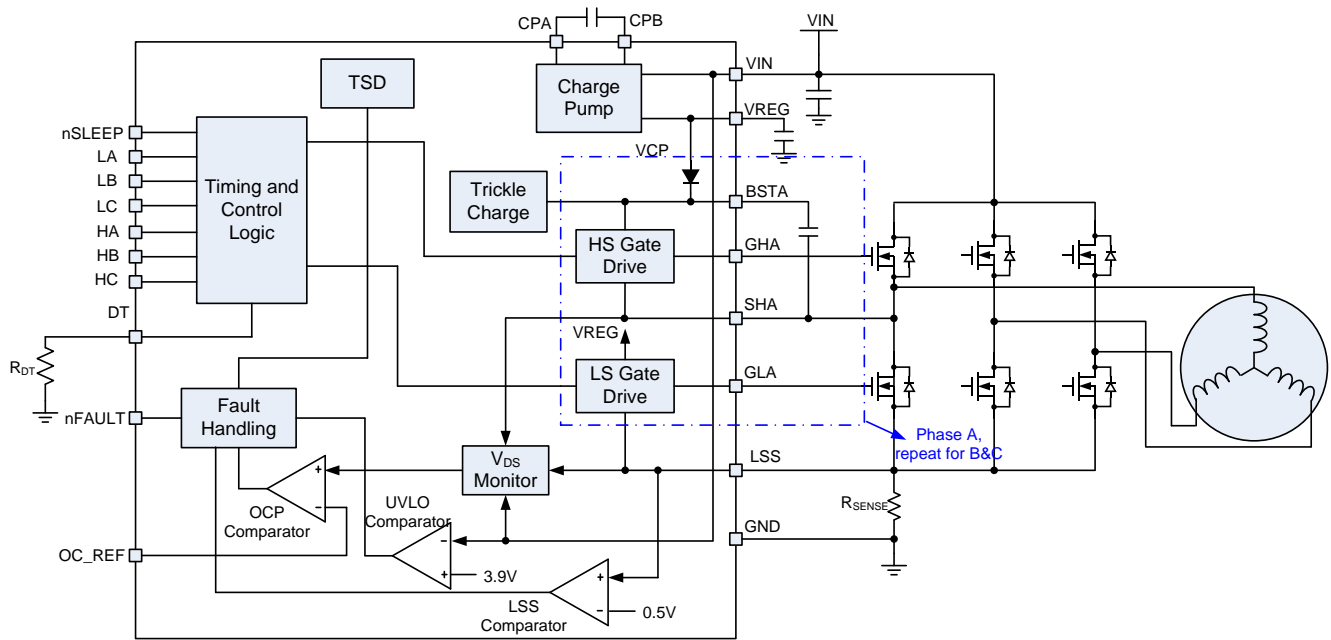 CPA
CPB
VIN
TSD
Charge
Pump
VIN
VREG
nSLEEP
LA
LB
LC
HA
HB
HC
Timing and
Control
Logic
VCP
Trickle
Charge
BSTA
HS Gate
Drive
GHA
DT
SHA
VREG
RDT
LS Gate
Drive
GLA
nFAULT
Fault
Handling
Phase A,
repeat for B&C
VDS
Monitor
LSS
+
-
OCP
Comparator
UVLO
Comparator
RSENSE
GND
OC_REF
-
+
3.9V
+
-
0.5V
LSS
Comparator